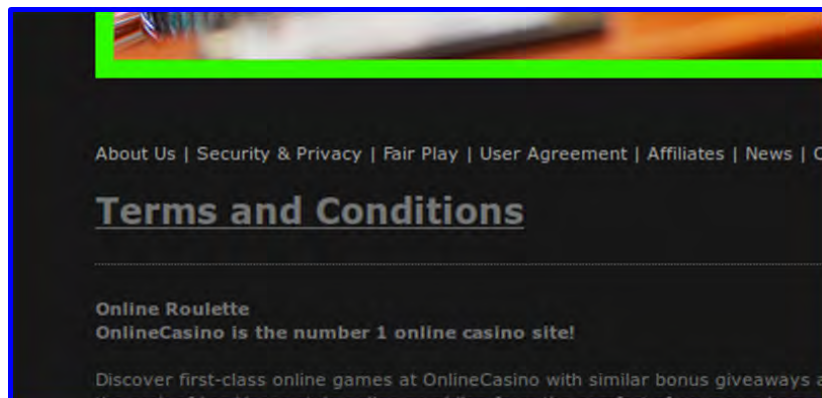 About Us | Security & Privacy | Fair Play | User Agreement | Affiliates | News |
Terms and Conditions
Online Roulette
OnlineCasino is the number 1 online casino site!
Discover first-class online games at OnlineCasino with similar bonus giveaways